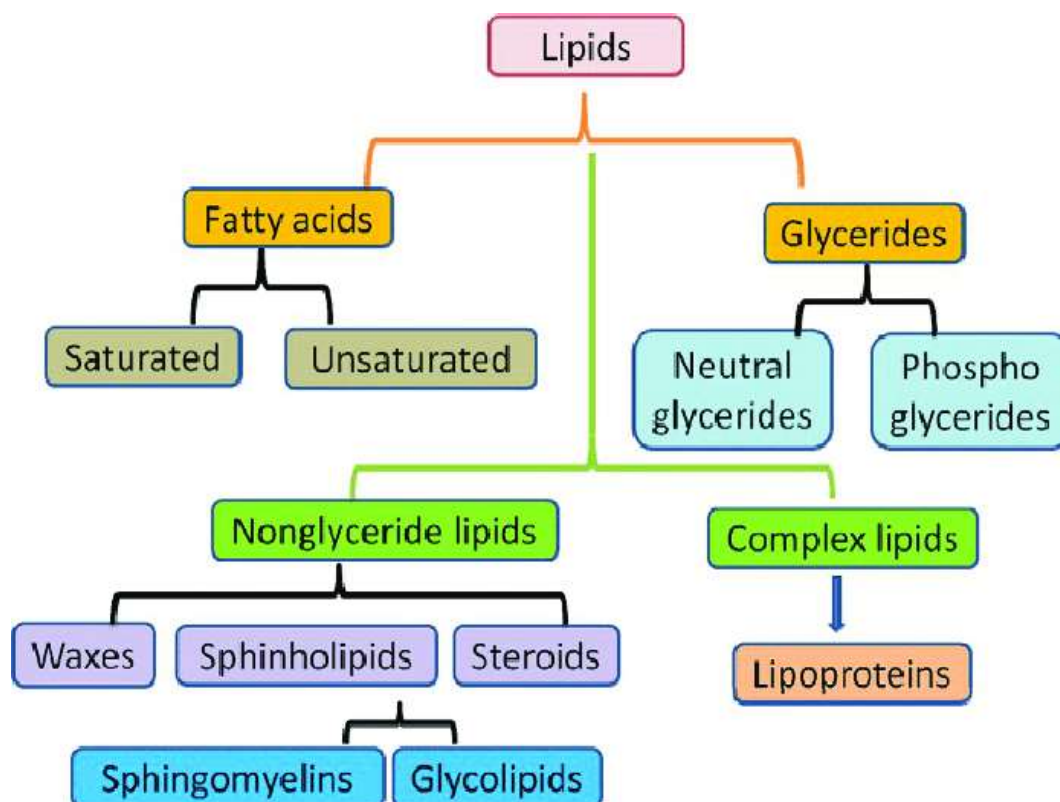 Lipids
Fatty acids
Glycerides
Saturated
Unsaturated
Neutral
glycerides
Phospho
glycerides
Nonglyceride lipids
Complex lipids
Waxes
Sphinholipids
Steroids
Lipoproteins
Sphingomyelins
Glycolipids